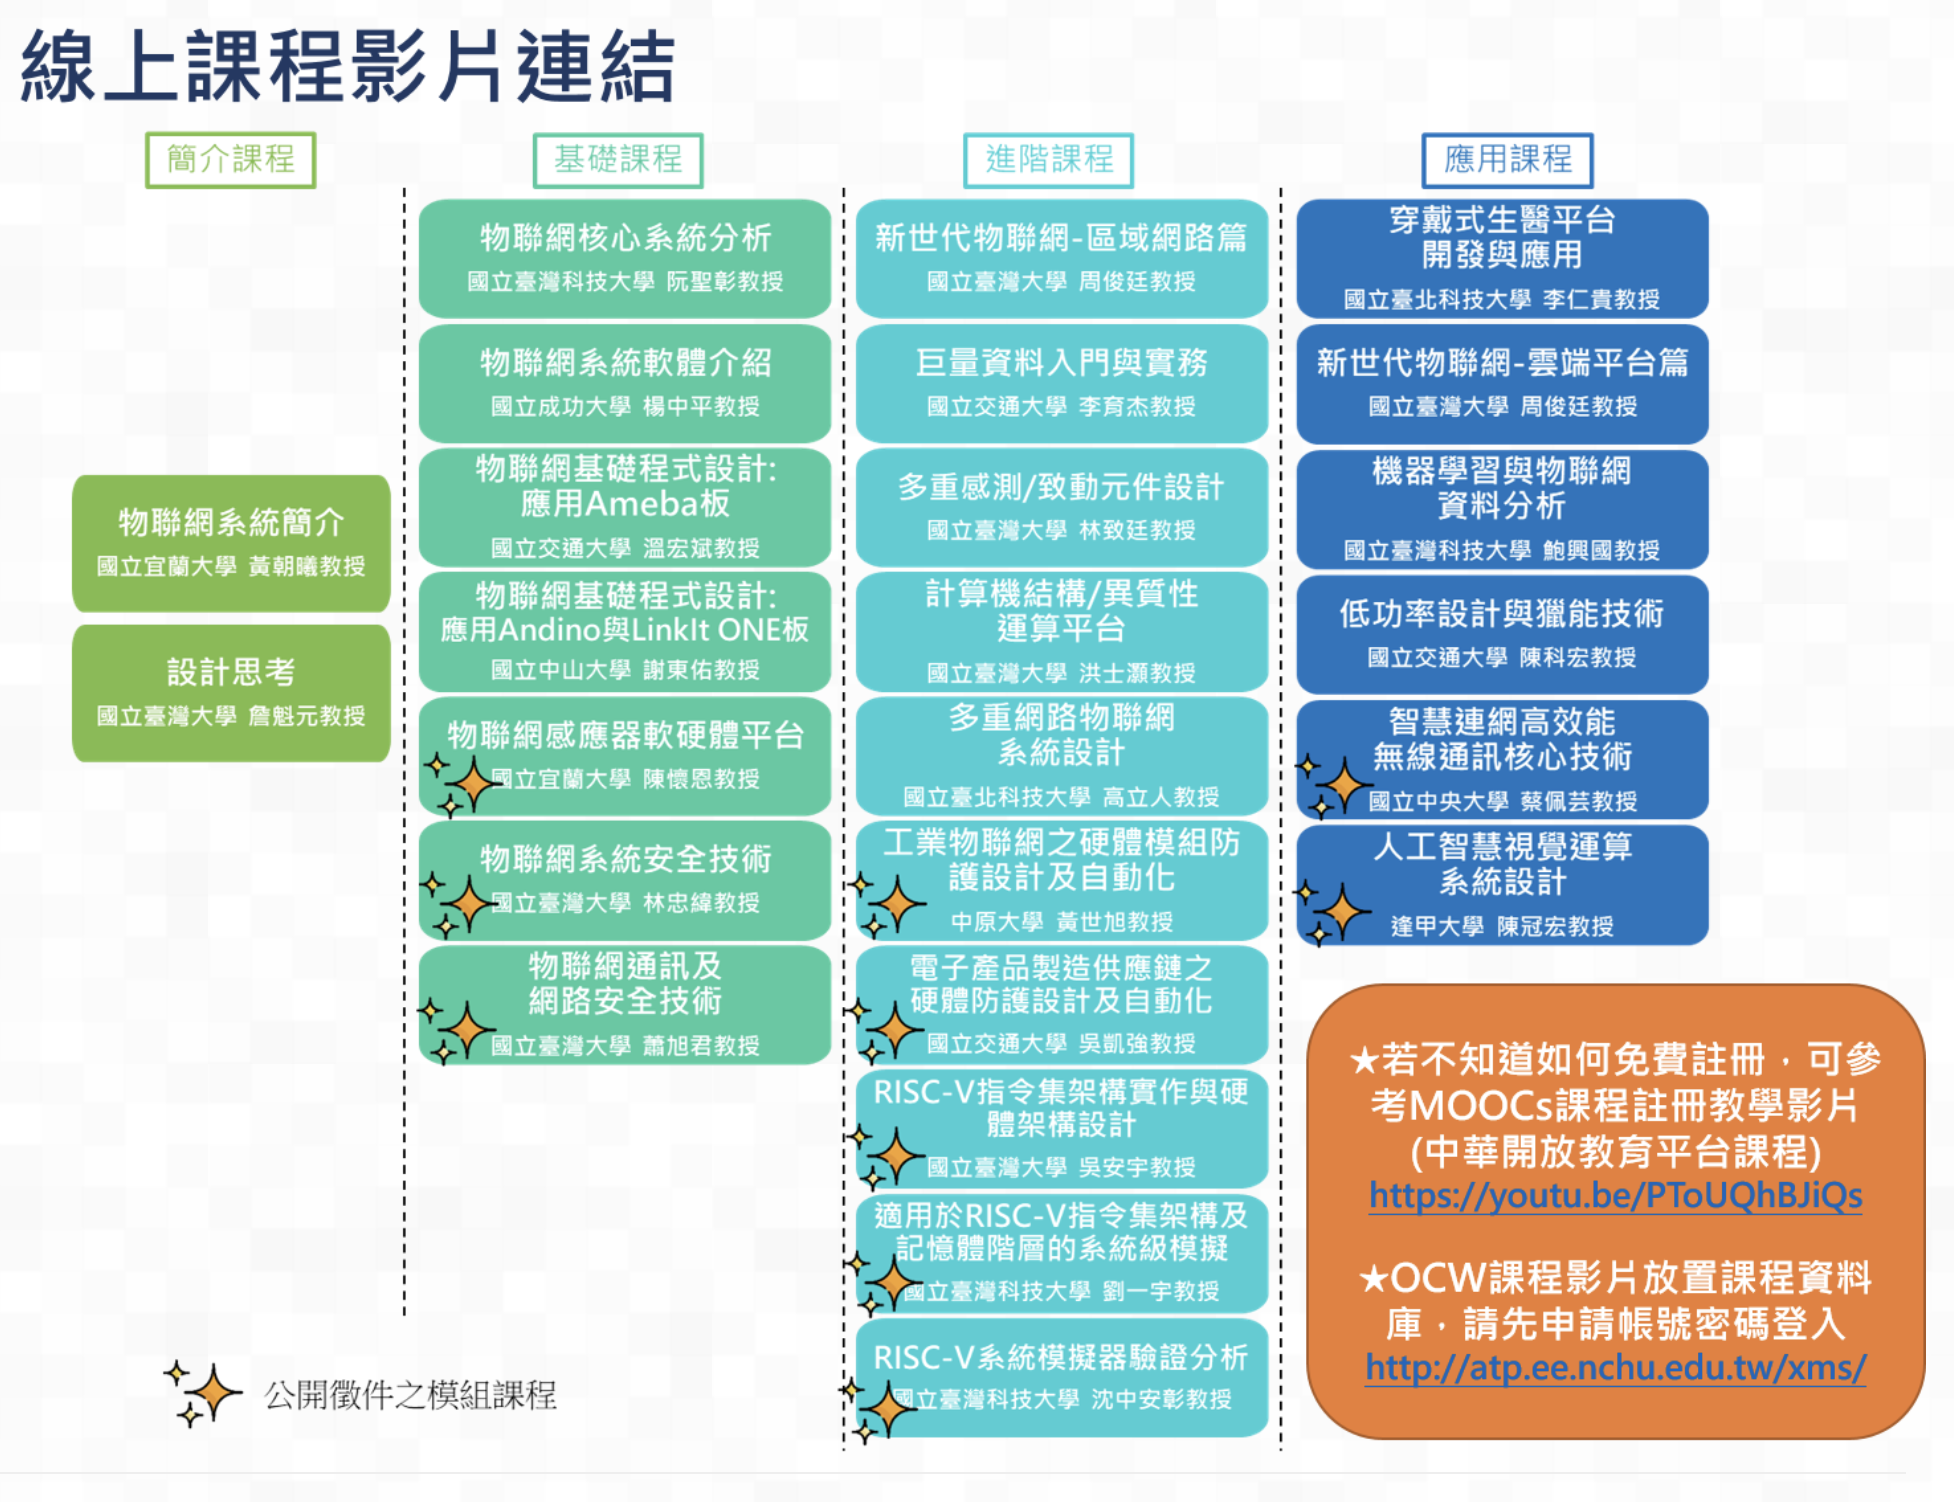 線上課程影片連結
簡介課程
物聯網系統簡介
國立宜蘭大學 黃朝曦教授
設計思考
國立臺灣大學 詹魁元教授
基礎課程
物聯網核心系統分析
國立臺灣科技大學 阮聖彰教授
物聯網系統軟體介紹
國立成功大學 楊中平教授
物聯網基礎程式設計:
應用Ameba板
國立交通大學 溫宏斌教授
物聯網基礎程式設計:
應用Andino與LinkIt ONE板
國立中山大學 謝東佑教授
物聯網感應器軟硬體平台
國立宜蘭大學 陳懷恩教授
物聯網系統安全技術
國立臺灣大學 林忠緯教授
物聯網通訊及
網路安全技術
國立臺灣大學 蕭旭君教授
進階課程
新世代物聯網-區域網路篇
國立臺灣大學 周俊廷教授
巨量資料入門與實務
國立交通大學 李育杰教授
多重感測/致動元件設計
國立臺灣大學 林致廷教授
計算機結構/異質性
運算平台
國立臺灣大學 洪士灝教授
多重網路物聯網
系統設計
國立臺北科技大學 高立人教授
工業物聯網之硬體模組防
護設計及自動化
中原大學 黃世旭教授
電子產品製造供應鏈之
硬體防護設計及自動化
國立交通大學 吳凱強教授
RISC-V指令集架構實作與硬
體架構設計
國立臺灣大學 吳安宇教授
適用於RISC-V指令集架構及
記憶體階層的系統級模擬
國立臺灣科技大學 劉一宇教授
RISC-V系統模擬器驗證分析
國立臺灣科技大學 沈中安彰教授
應用課程
穿戴式生醫平台
開發與應用
國立臺北科技大學 李仁貴教授
新世代物聯網-雲端平台篇
國立臺灣大學 周俊廷教授
機器學習與物聯網
資料分析
國立臺灣科技大學 鮑興國教授
低功率設計與獵能技術
國立交通大學 陳科宏教授
智慧連網高效能
無線通訊核心技術
國立中央大學 蔡佩芸教授
人工智慧視覺運算
系統設計
逢甲大學 陳冠宏教授
★若不知道如何免費註冊，可參
考MOOCs課程註冊教學影片
(中華開放教育平台課程)
https://youtu.be/PToUQhBJiQs
★OCW課程影片放置課程資料
庫，請先申請帳號密碼登入
http://atp.ee.nchu.edu.tw/xms/
公開徵件之模組課程